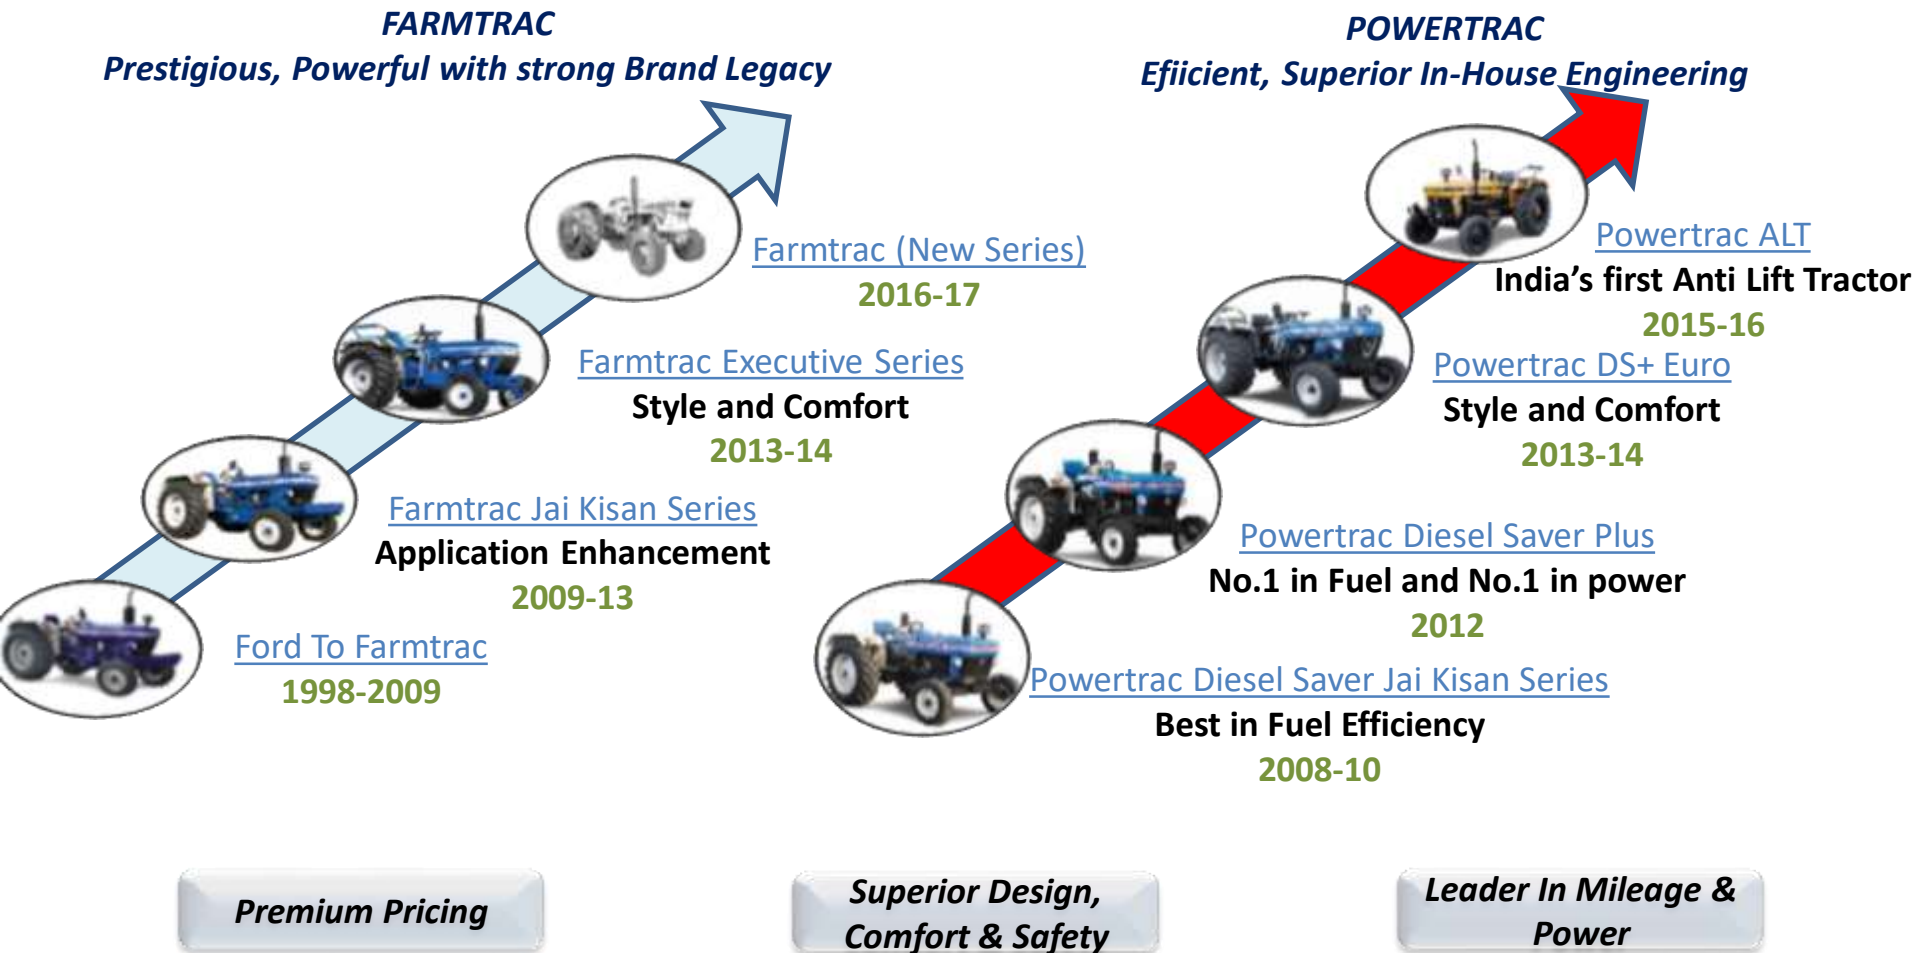 FARMTRAC
Prestigious, Powerful with strong Brand Legacy
Farmtrac (New Series)
2016-17
Farmtrac Executive Series
Style and Comfort
2013-14
Farmtrac Jai Kisan Series
Application Enhancement
2009-13
Ford To Farmtrac
1998-2009
POWERTRAC
Efiicient, Superior In-House Engineering
Powertrac ALT
India’s first Anti Lift Tractor
2015-16
Powertrac DS+ Euro
Style and Comfort
2013-14
Powertrac Diesel Saver Plus
No.1 in Fuel and No.1 in power
2012
Powertrac Diesel Saver Jai Kisan Series
Best in Fuel Efficiency
2008-10
Premium Pricing
Superior Design,
Comfort & Safety
Leader In Mileage &
Power